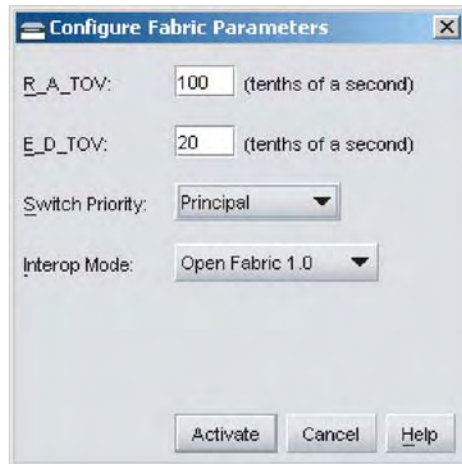 Configure Fabric Parameters
R_A_TOV: 100 (tenths of a second)
E_D_TOV: 20 (tenths of a second)
Switch Priority: Principal
Interop Mode: Open Fabric 1.0
Activate Cancel Help